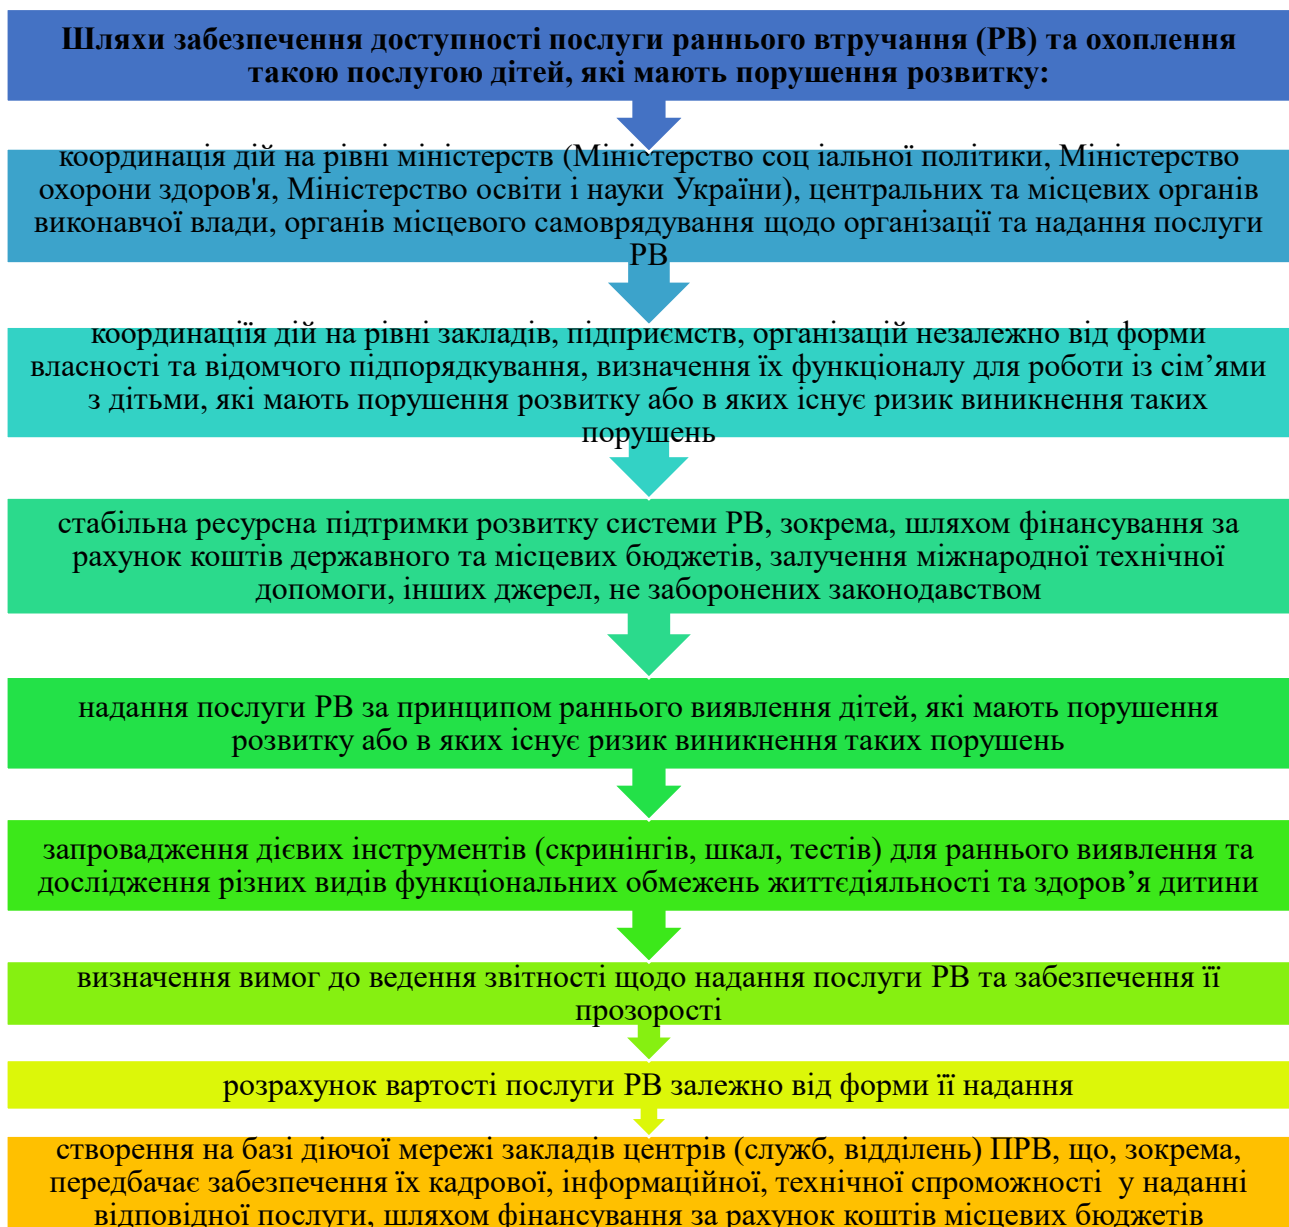 Шляхи забезпечення доступності послуги раннього втручання (РВ) та охоплення
такою послугою дітей, які мають порушення розвитку:
координація дій на рівні міністерств (Міністерство соц іальної політики, Міністерство
охорони здоров'я, Міністерство освіти і науки України), центральних та місцевих органів
виконавчої влади, органів місцевого самоврядування щодо організації та надання послуги
РВ
координаціїя дій на рівні закладів, підприємств, організацій незалежно від форми
власності та відомчого підпорядкування, визначення їх функціоналу для роботи із сім’ями
з дітьми, які мають порушення розвитку або в яких існує ризик виникнення таких
порушень
стабільна ресурсна підтримки розвитку системи РВ, зокрема, шляхом фінансування за
рахунок коштів державного та місцевих бюджетів, залучення міжнародної технічної
допомоги, інших джерел, не заборонених законодавством
надання послуги РВ за принципом раннього виявлення дітей, які мають порушення
розвитку або в яких існує ризик виникнення таких порушень
запровадження дієвих інструментів (скринінгів, шкал, тестів) для раннього виявлення та
дослідження різних видів функціональних обмежень життєдіяльності та здоров’я дитини
визначення вимог до ведення звітності щодо надання послуги РВ та забезпечення її
прозорості
розрахунок вартості послуги РВ залежно від форми її надання
створення на базі діючої мережі закладів центрів (служб, відділень) ПРВ, що, зокрема,
передбачає забезпечення їх кадрової, інформаційної, технічної спроможності у наданні
відповідної послуги, шляхом фінансування за рахунок коштів місцевих бюджетів